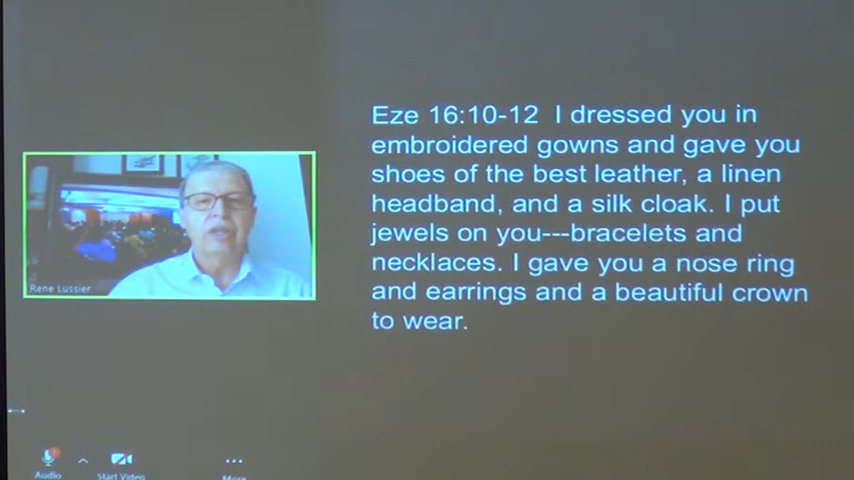 Eze 16:10-12 I dressed you in
embroidered gowns and gave you
shoes of the best leather, a linen
headband, and a silk cloak. I put
jewels on you---bracelets and
necklaces. I gave you a nose ring
and earrings and a beautiful crown
to wear.
Rene Lussier
Audio
Start Video
More